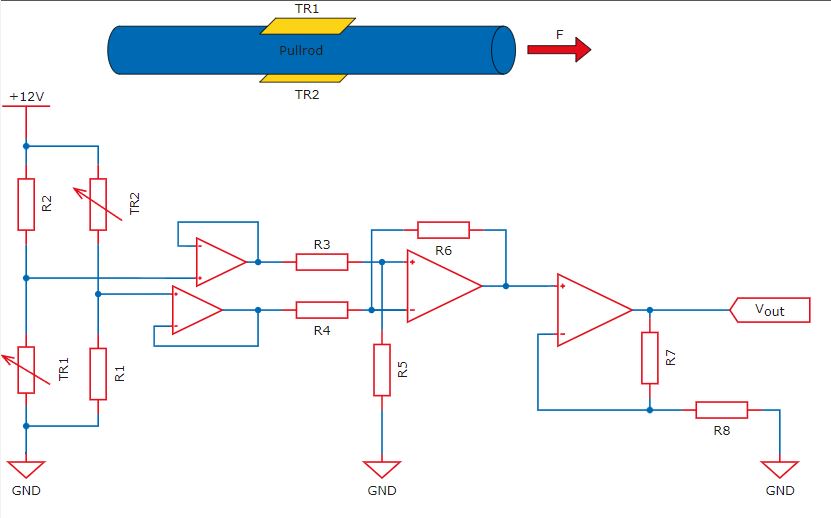 TR1
Pullrod
F
TR2
+12V
R2
TR2
R3
R6
R4
TR1
R1
R5
R7
Vout
R8
GND
GND
GND